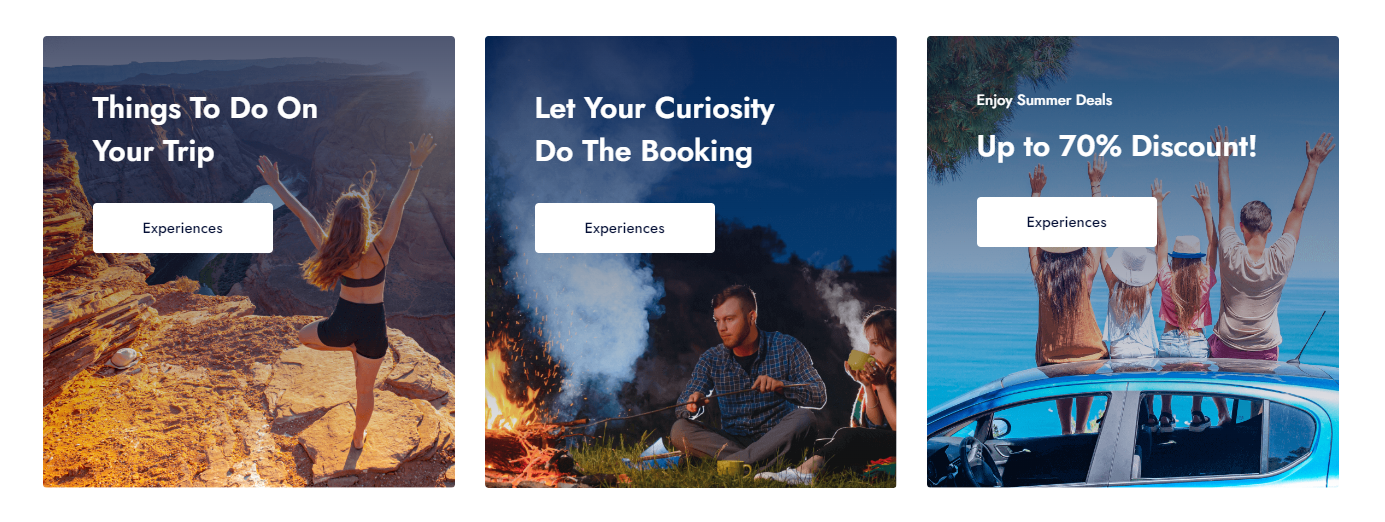 Things To Do On
Your Trip
Experiences
Let Your Curiosity
Do The Booking
Experiences
Enjoy Summer Deals
Up to 70% Discount!
Experiences